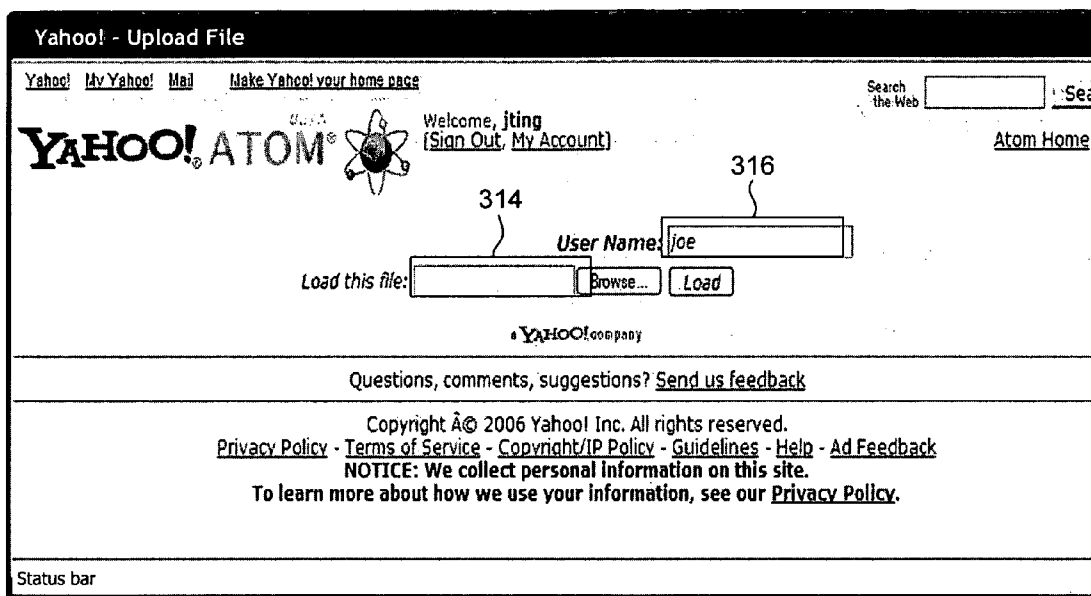 Yahoo! - Upload File
Yahoo! My Yahoo! Mail Make Yahoo! your home page
Search the Web
Sea
YAHOO!® ATOM®
Welcome, jting
[Sign Out, My Account]
Atom Home
314
316
User Name: joe
Load this file: Browse... Load
a YAHOO! company
Questions, comments, suggestions? Send us feedback
Copyright Â© 2006 Yahoo! Inc. All rights reserved.
Privacy Policy - Terms of Service - Copyright/IP Policy - Guidelines - Help - Ad Feedback
NOTICE: We collect personal information on this site.
To learn more about how we use your information, see our Privacy Policy.
Status bar